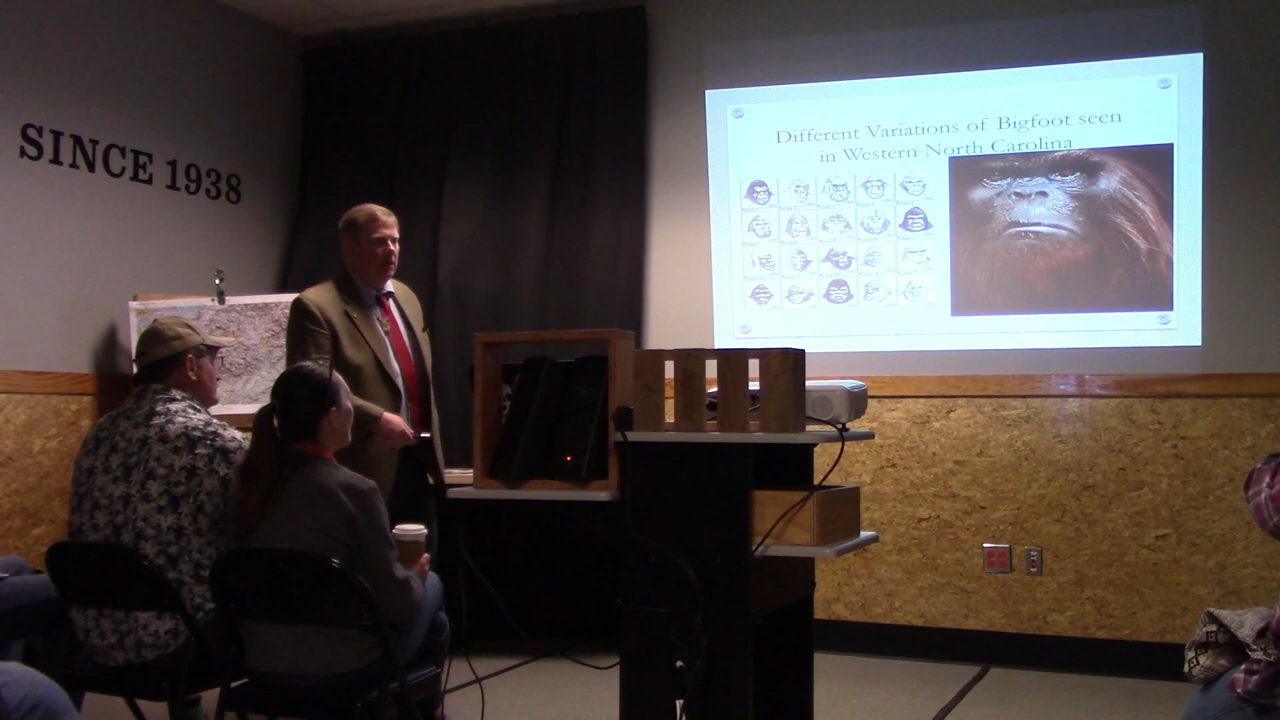 SINCE 1938
Different Variations of Bigfoot seen
in Western North Carolina